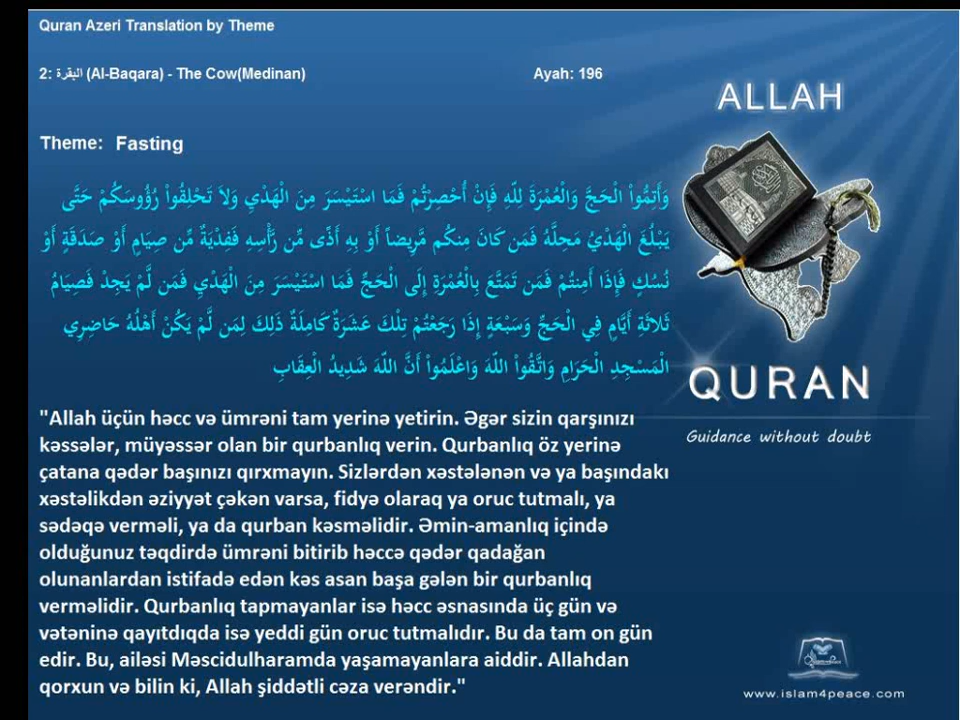 Quran Azeri Translation by Theme
2: البقرة (Al-Baqara) - The Cow(Medinan)
Ayah: 196
Theme: Fasting
وَأَتِمُّواْ الْحَجَّ وَالْعُمْرَةَ لِلّهِ فَإِنْ أُحْصِرْتُمْ فَمَا اسْتَيْسَرَ مِنَ الْهَدْيِ وَلاَ تَحْلِقُواْ رُؤُوسَكُمْ حَتَّى
يَبْلُغَ الْهَدْيُ مَحِلَّهُ فَمَن كَانَ مِنكُم مَّرِيضاً أَوْ بِهِ أَذًى مِّن رَّأْسِهِ فَفِدْيَةٌ مِّن صِيَامٍ أَوْ صَدَقَةٍ أَوْ
نُسُكٍ فَإِذَا أَمِنتُمْ فَمَن تَمَتَّعَ بِالْعُمْرَةِ إِلَى الْحَجِّ فَمَا اسْتَيْسَرَ مِنَ الْهَدْيِ فَمَن لَّمْ يَجِدْ فَصِيَامُ
ثَلاثَةِ أَيَّامٍ فِي الْحَجِّ وَسَبْعَةٍ إِذَا رَجَعْتُمْ تِلْكَ عَشَرَةٌ كَامِلَةٌ ذَلِكَ لِمَن لَّمْ يَكُنْ أَهْلُهُ حَاضِرِي
الْمَسْجِدِ الْحَرَامِ وَاتَّقُواْ اللّهَ وَاعْلَمُواْ أَنَّ اللّهَ شَدِيدُ الْعِقَابِ
"Allah üçün həcc və ümrəni tam yerinə yetirin. Əgər sizin qarşınızı
kəssələr, müyəssər olan bir qurbanlıq verin. Qurbanlıq öz yerinə
çatana qədər başınızı qırxmayın. Sizlərdən xəstələnən və ya başındakı
xəstəlikdən əziyyət çəkən varsa, fidyə olaraq ya oruc tutmalı, ya
sədəqə verməli, ya da qurban kəsməlidir. Əmin-amanlıq içində
olduğunuz təqdirdə ümrəni bitirib həccə qədər qadağan
olunanlardan istifadə edən kəs asan başa gələn bir qurbanlıq
verməlidir. Qurbanlıq tapmayanlar isə həcc əsnasında üç gün və
vətəninə qayıtdıqda isə yeddi gün oruc tutmalıdır. Bu da tam on gün
edir. Bu, ailəsi Məscidulharamda yaşamayanlara aiddir. Allahdan
qorxun və bilin ki, Allah şiddətli cəza verəndir."
ALLAH
QURAN
Guidance without doubt
www.islam4peace.com